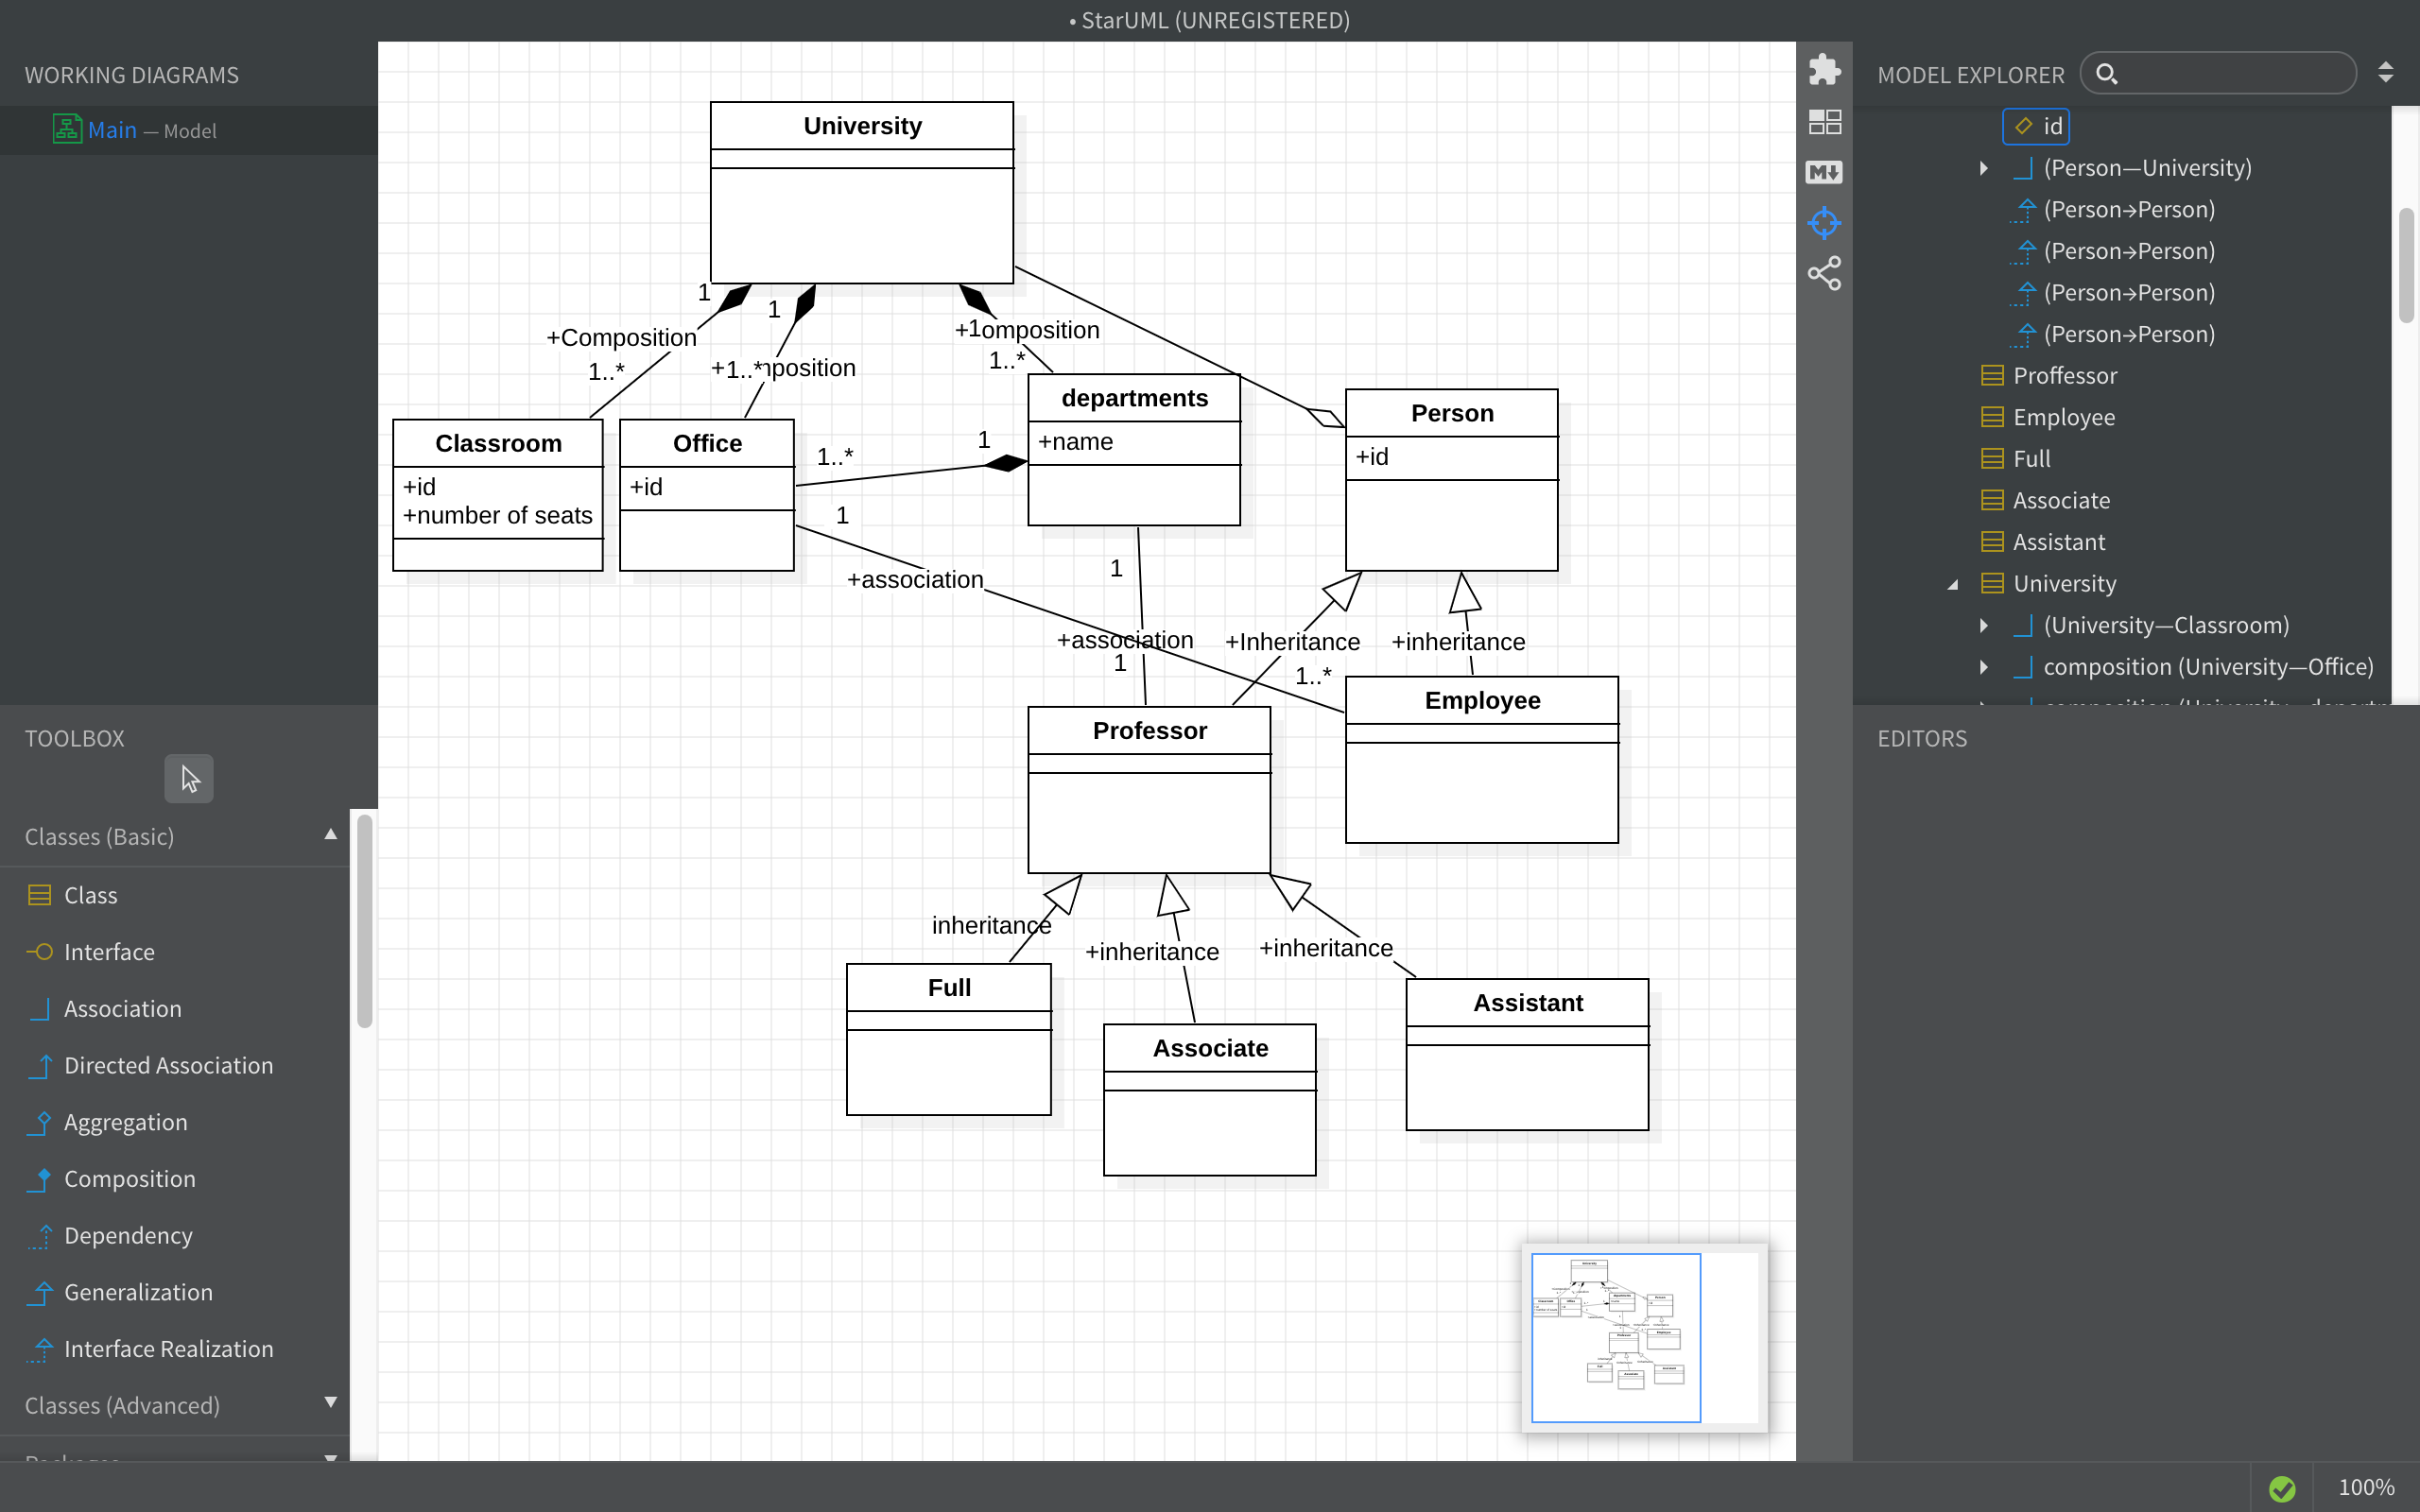 • StarUML (UNREGISTERED)
WORKING DIAGRAMS
Main — Model
TOOLBOX
Classes (Basic)
Class
Interface
Association
Directed Association
Aggregation
Composition
Dependency
Generalization
Interface Realization
Classes (Advanced)
University
1
1
+Composition
+1omposition
1..*
+1..*nposition
1..*
departments
+name
Person
+id
Classroom
+id
+number of seats
Office
+id
1..*
1
1
+association
1
+association
1
+Inheritance
+inheritance
1..*
Employee
Professor
inheritance
+inheritance
+inheritance
Full
Associate
Assistant
MODEL EXPLORER
id
(Person—University)
(Person→Person)
(Person→Person)
(Person→Person)
(Person→Person)
Proffessor
Employee
Full
Associate
Assistant
University
(University—Classroom)
composition (University—Office)
EDITORS
100%